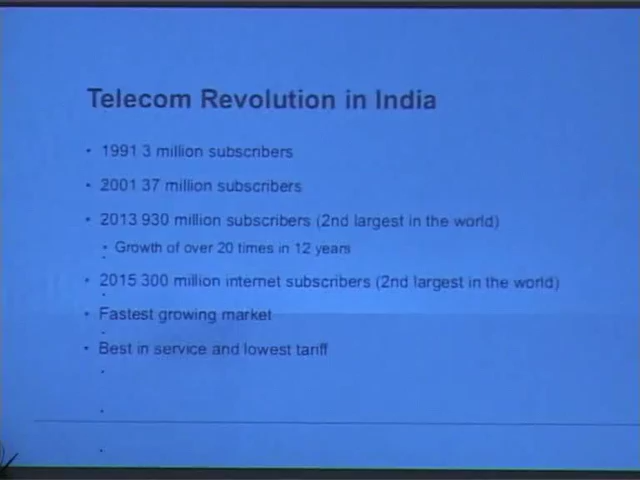 Telecom Revolution in India
• 1991 3 million subscribers
• 2001 37 million subscribers
• 2013 930 million subscribers (2nd largest in the world)
• Growth of over 20 times in 12 years
• 2015 300 million internet subscribers (2nd largest in the world)
• Fastest growing market
• Best in service and lowest tariff